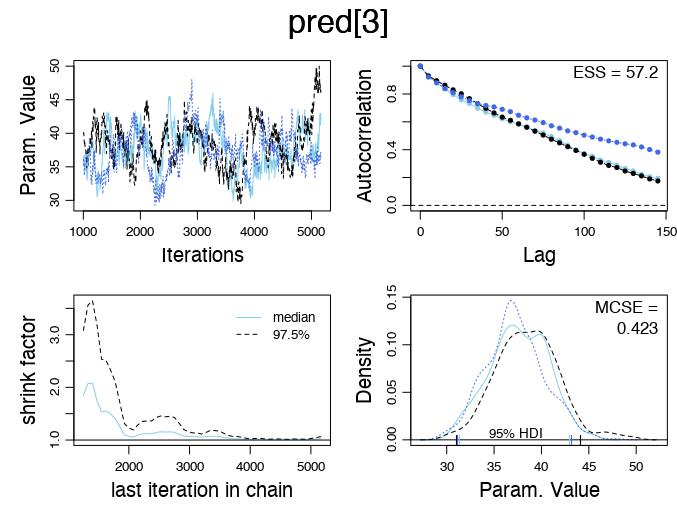 pred[3]
Param. Value
50
45
40
35
30
1000 2000 3000 4000 5000
Iterations
Autocorrelation
ESS = 57.2
0.8
0.4
0.0
0 50 100 150
Lag
shrink factor
median
97.5%
3.0
2.0
1.0
2000 3000 4000 5000
last iteration in chain
Density
MCSE =
0.423
0.15
0.10
0.05
0.00
95% HDI
30 35 40 45 50
Param. Value